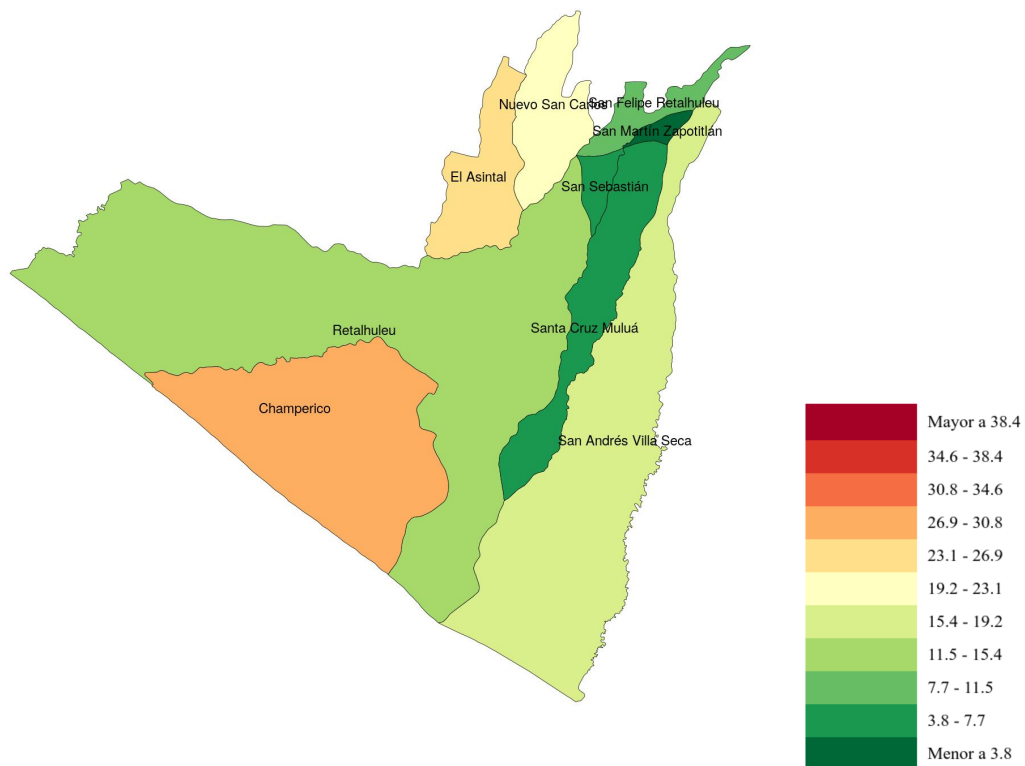 Nuevo San Carlos
San Felipe Retalhuleu
San Martín Zapotitlán
El Asintal
San Sebastián
Retalhuleu
Santa Cruz Muluá
Champerico
San Andrés Villa Seca
Mayor a 38.4
34.6 - 38.4
30.8 - 34.6
26.9 - 30.8
23.1 - 26.9
19.2 - 23.1
15.4 - 19.2
11.5 - 15.4
7.7 - 11.5
3.8 - 7.7
Menor a 3.8